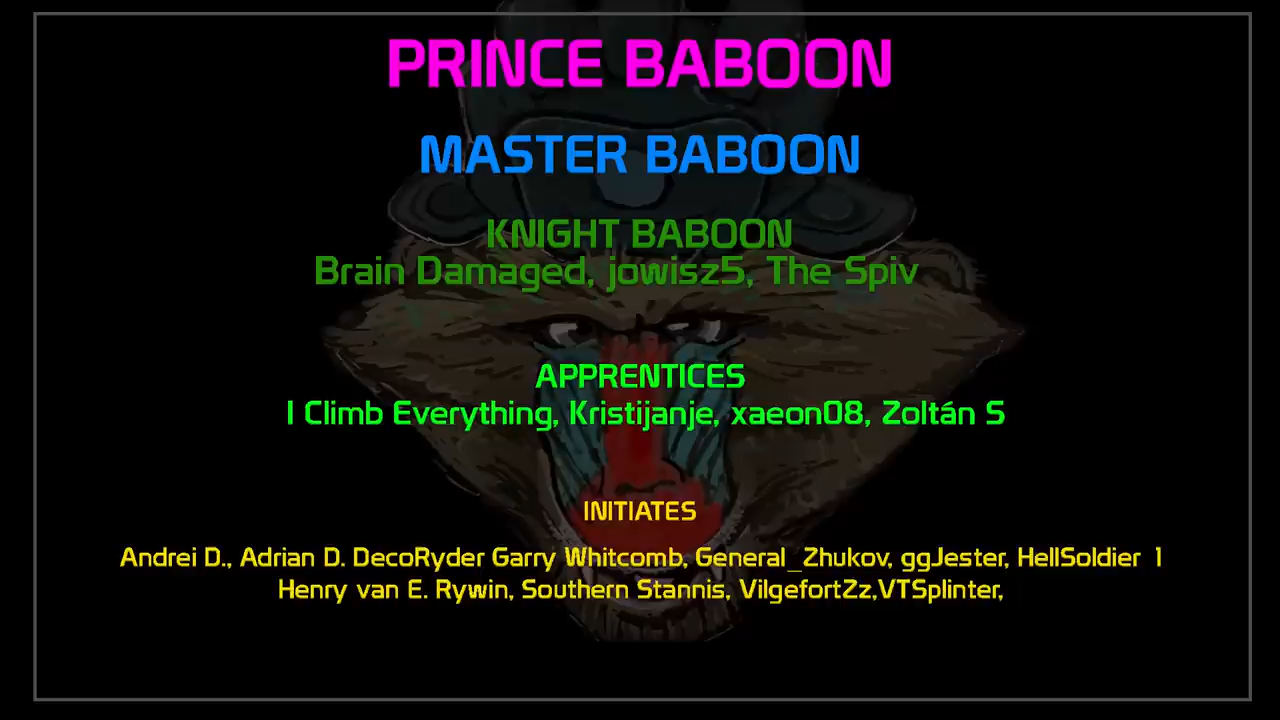 PRINCE BABOON
MASTER BABOON
KNIGHT BABOON
Brain Damaged, jowisz5, The Spiv
APPRENTICES
I Climb Everything, Kristijanje, xaeon08, Zoltán S
INITIATES
Andrei D., Adrian D. DecoRyder Garry Whitcomb, General_Zhukov, ggJester, HellSoldier 1
Henry van E. Rywin, Southern Stannis, VilgefortZz,VTSplinter,